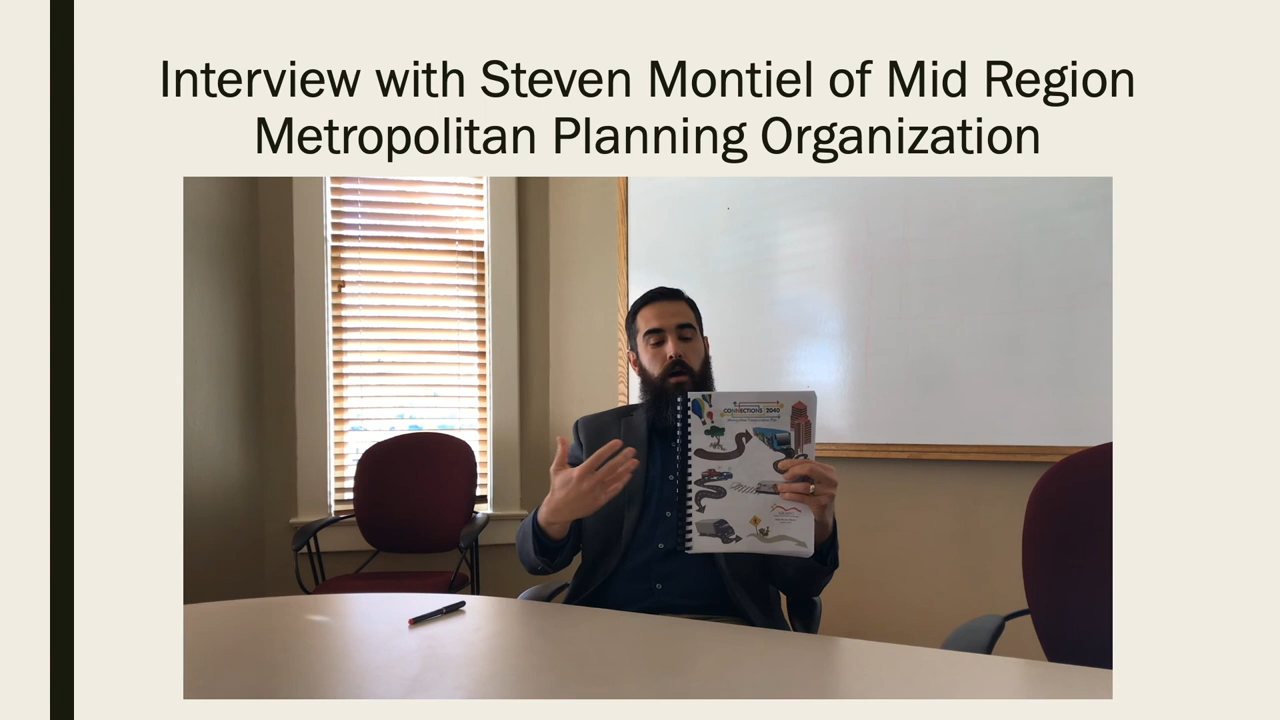 Interview with Steven Montiel of Mid Region
Metropolitan Planning Organization
CONNECTIONS 2040